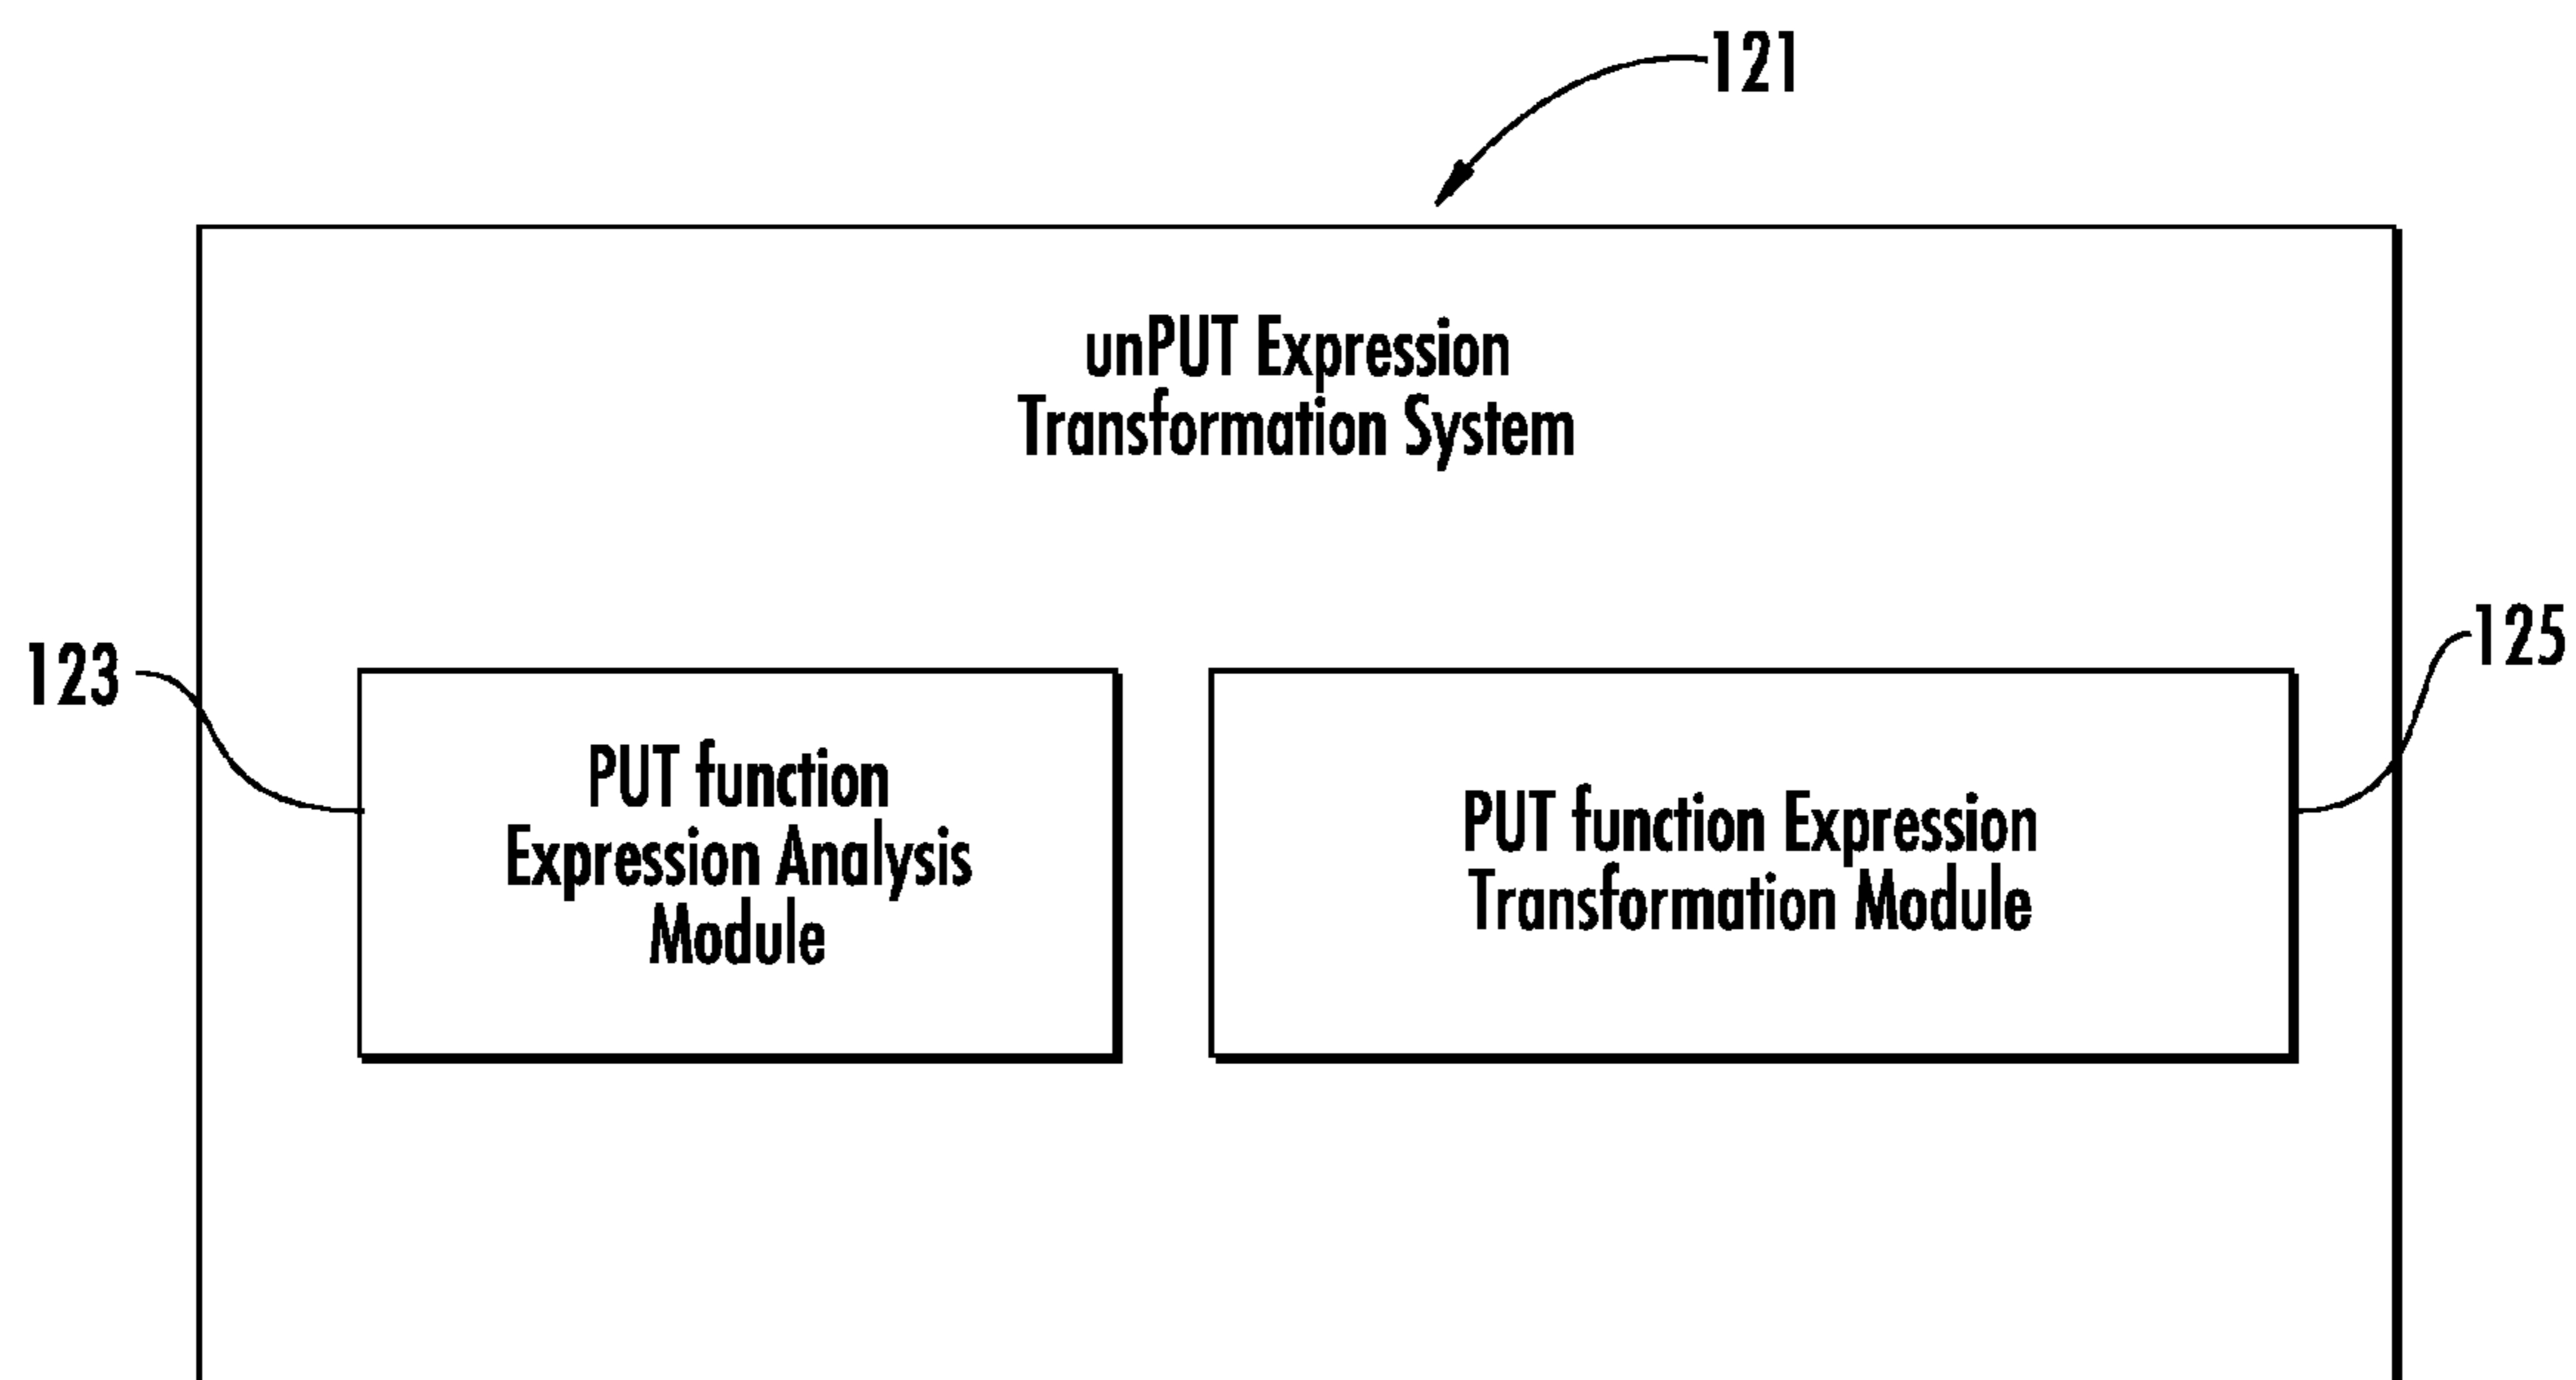 121
unPUT Expression
Transformation System
123
125
PUT function
Expression Analysis
Module
PUT function Expression
Transformation Module